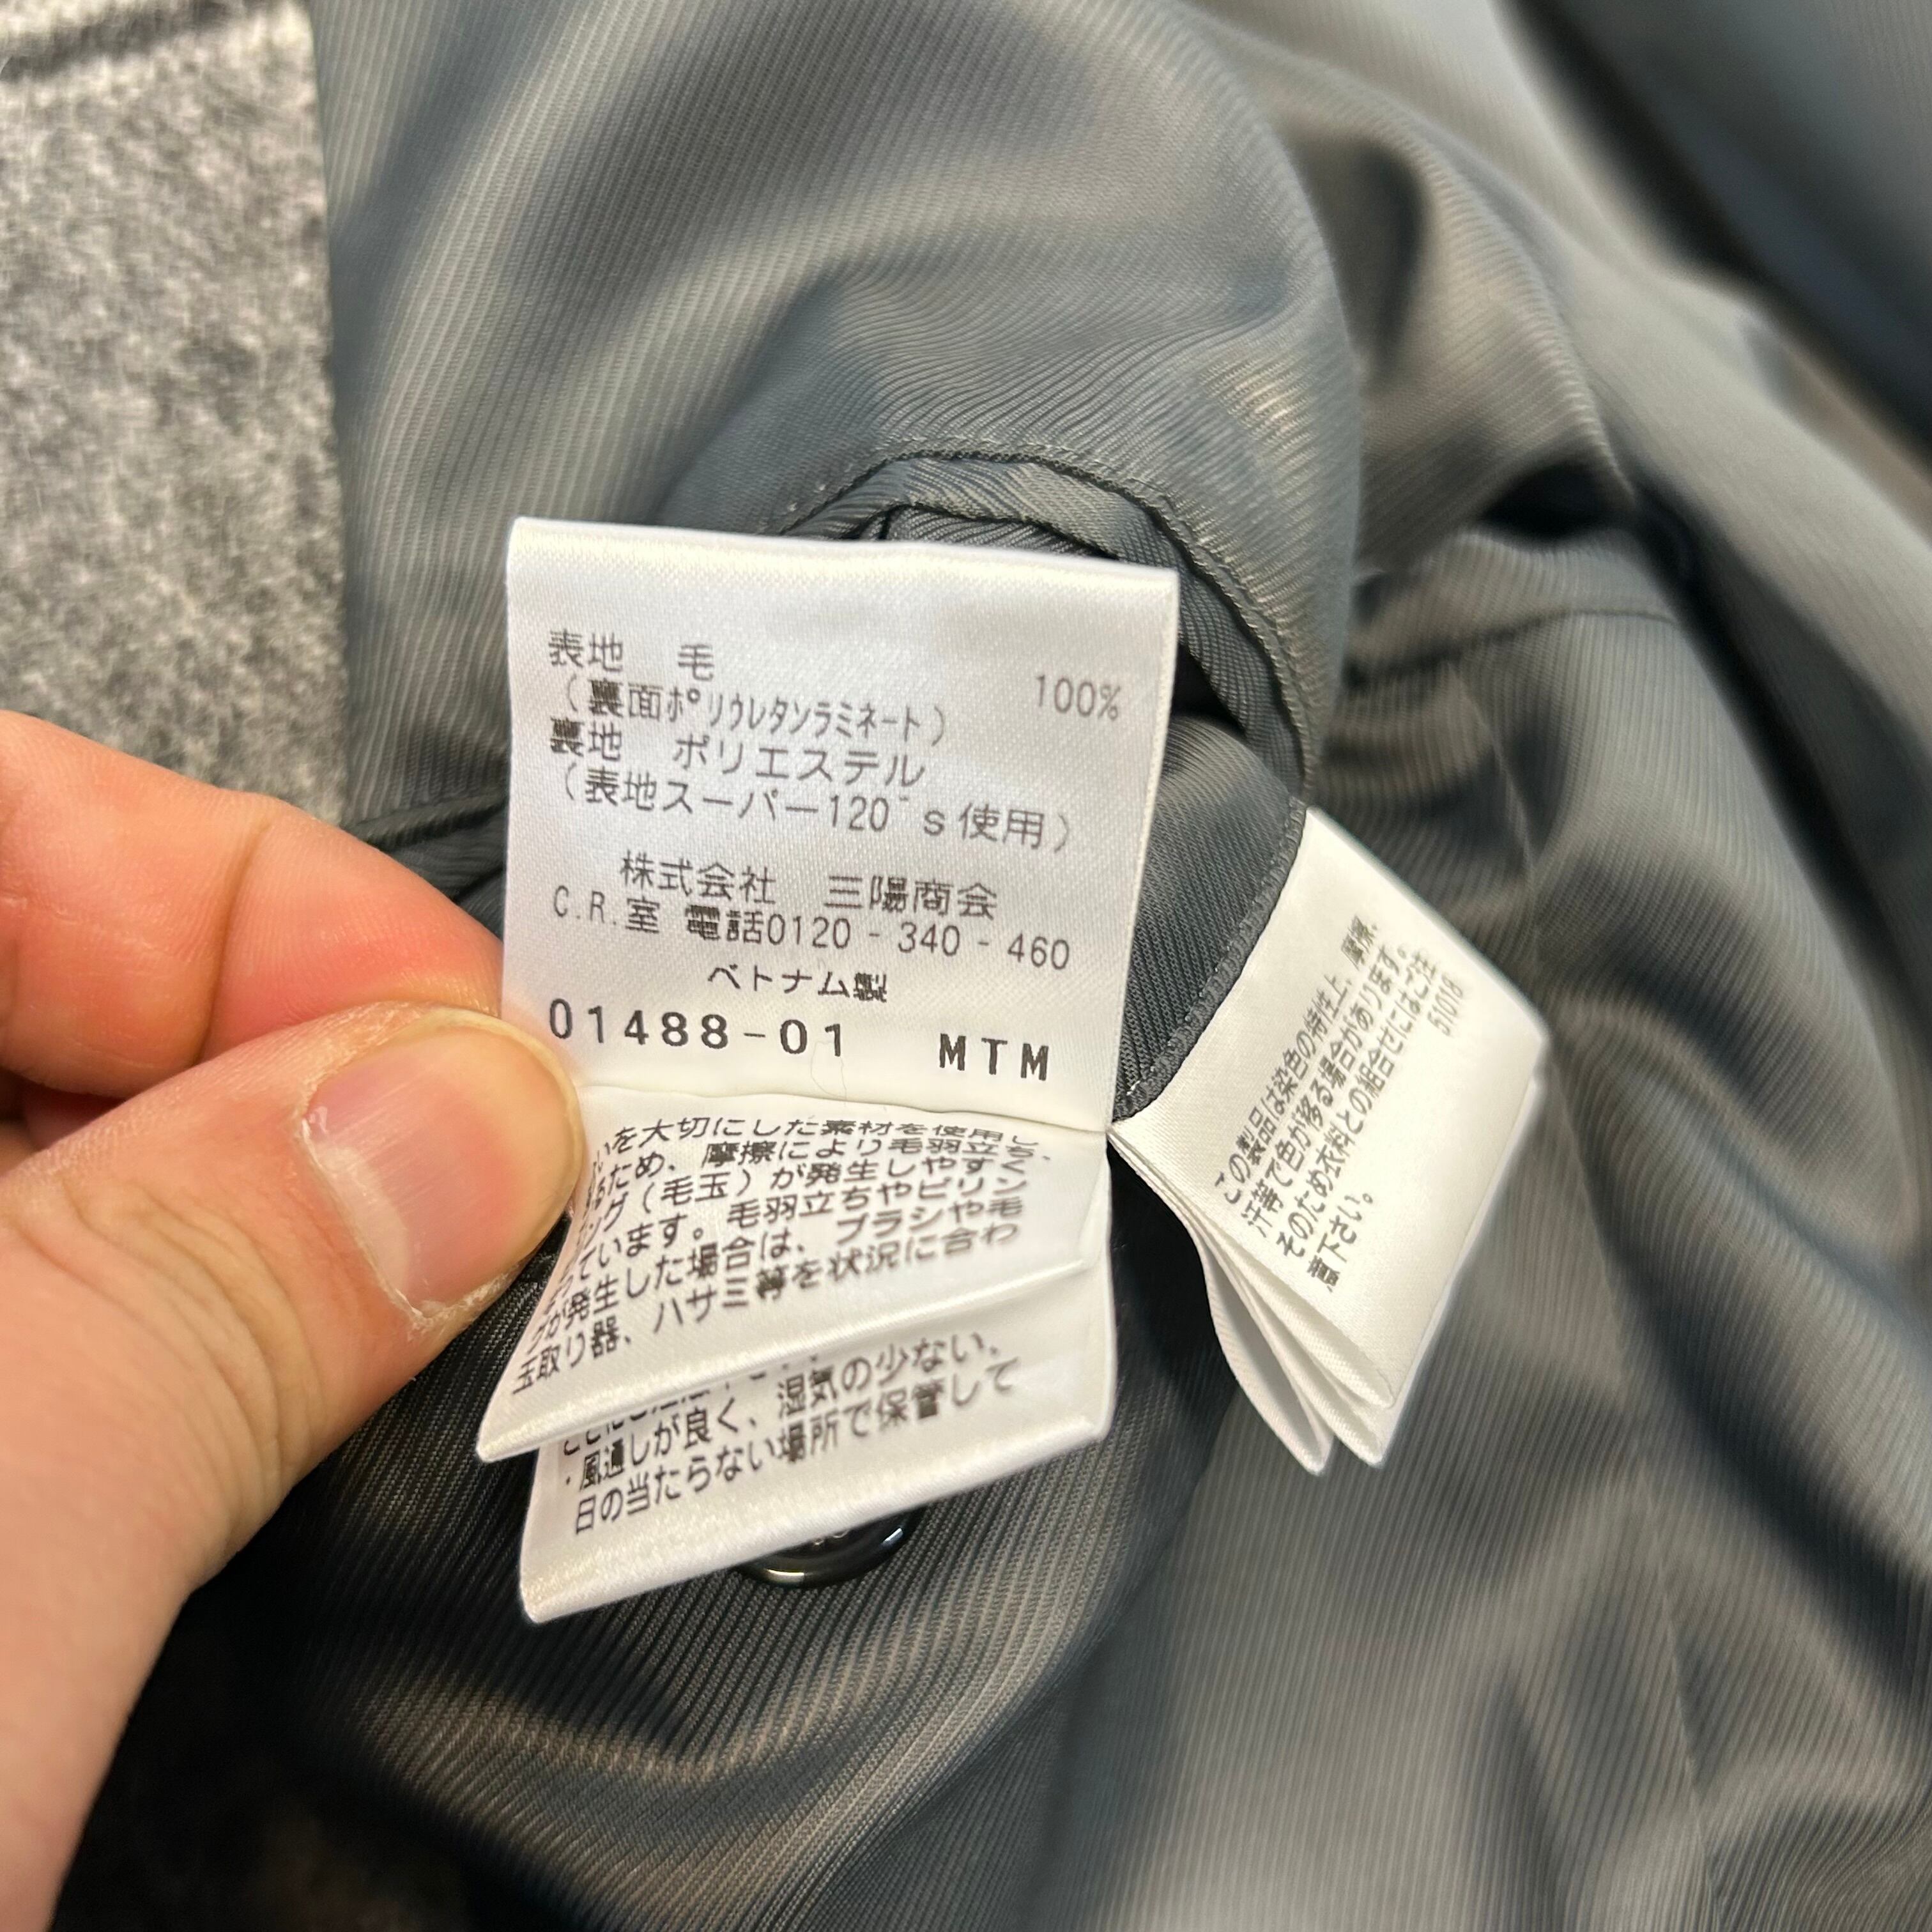 表地 毛 100%
(裏面ポリウレタンラミネート)
裏地 ポリエステル
(表地スーパー120´s使用)
株式会社 三陽商会
C.R.室 電話0120-340-460
ベトナム製
01488-01 MTM
いを大切にした素材を使用し
るため、摩擦により毛羽立ち、
ング(毛玉)が発生しやすく
っています。毛羽立ちやピリン
グが発生した場合は、ブラシや毛
玉取り器、ハサミ等を状況に合わ
・風通しが良く、湿気の少ない、
日の当たらない場所で保管して
この製品は染色の特性上、摩擦、
汗等で色が移る場合があります。
そのため衣料との組合せにはご注
意下さい。 51018